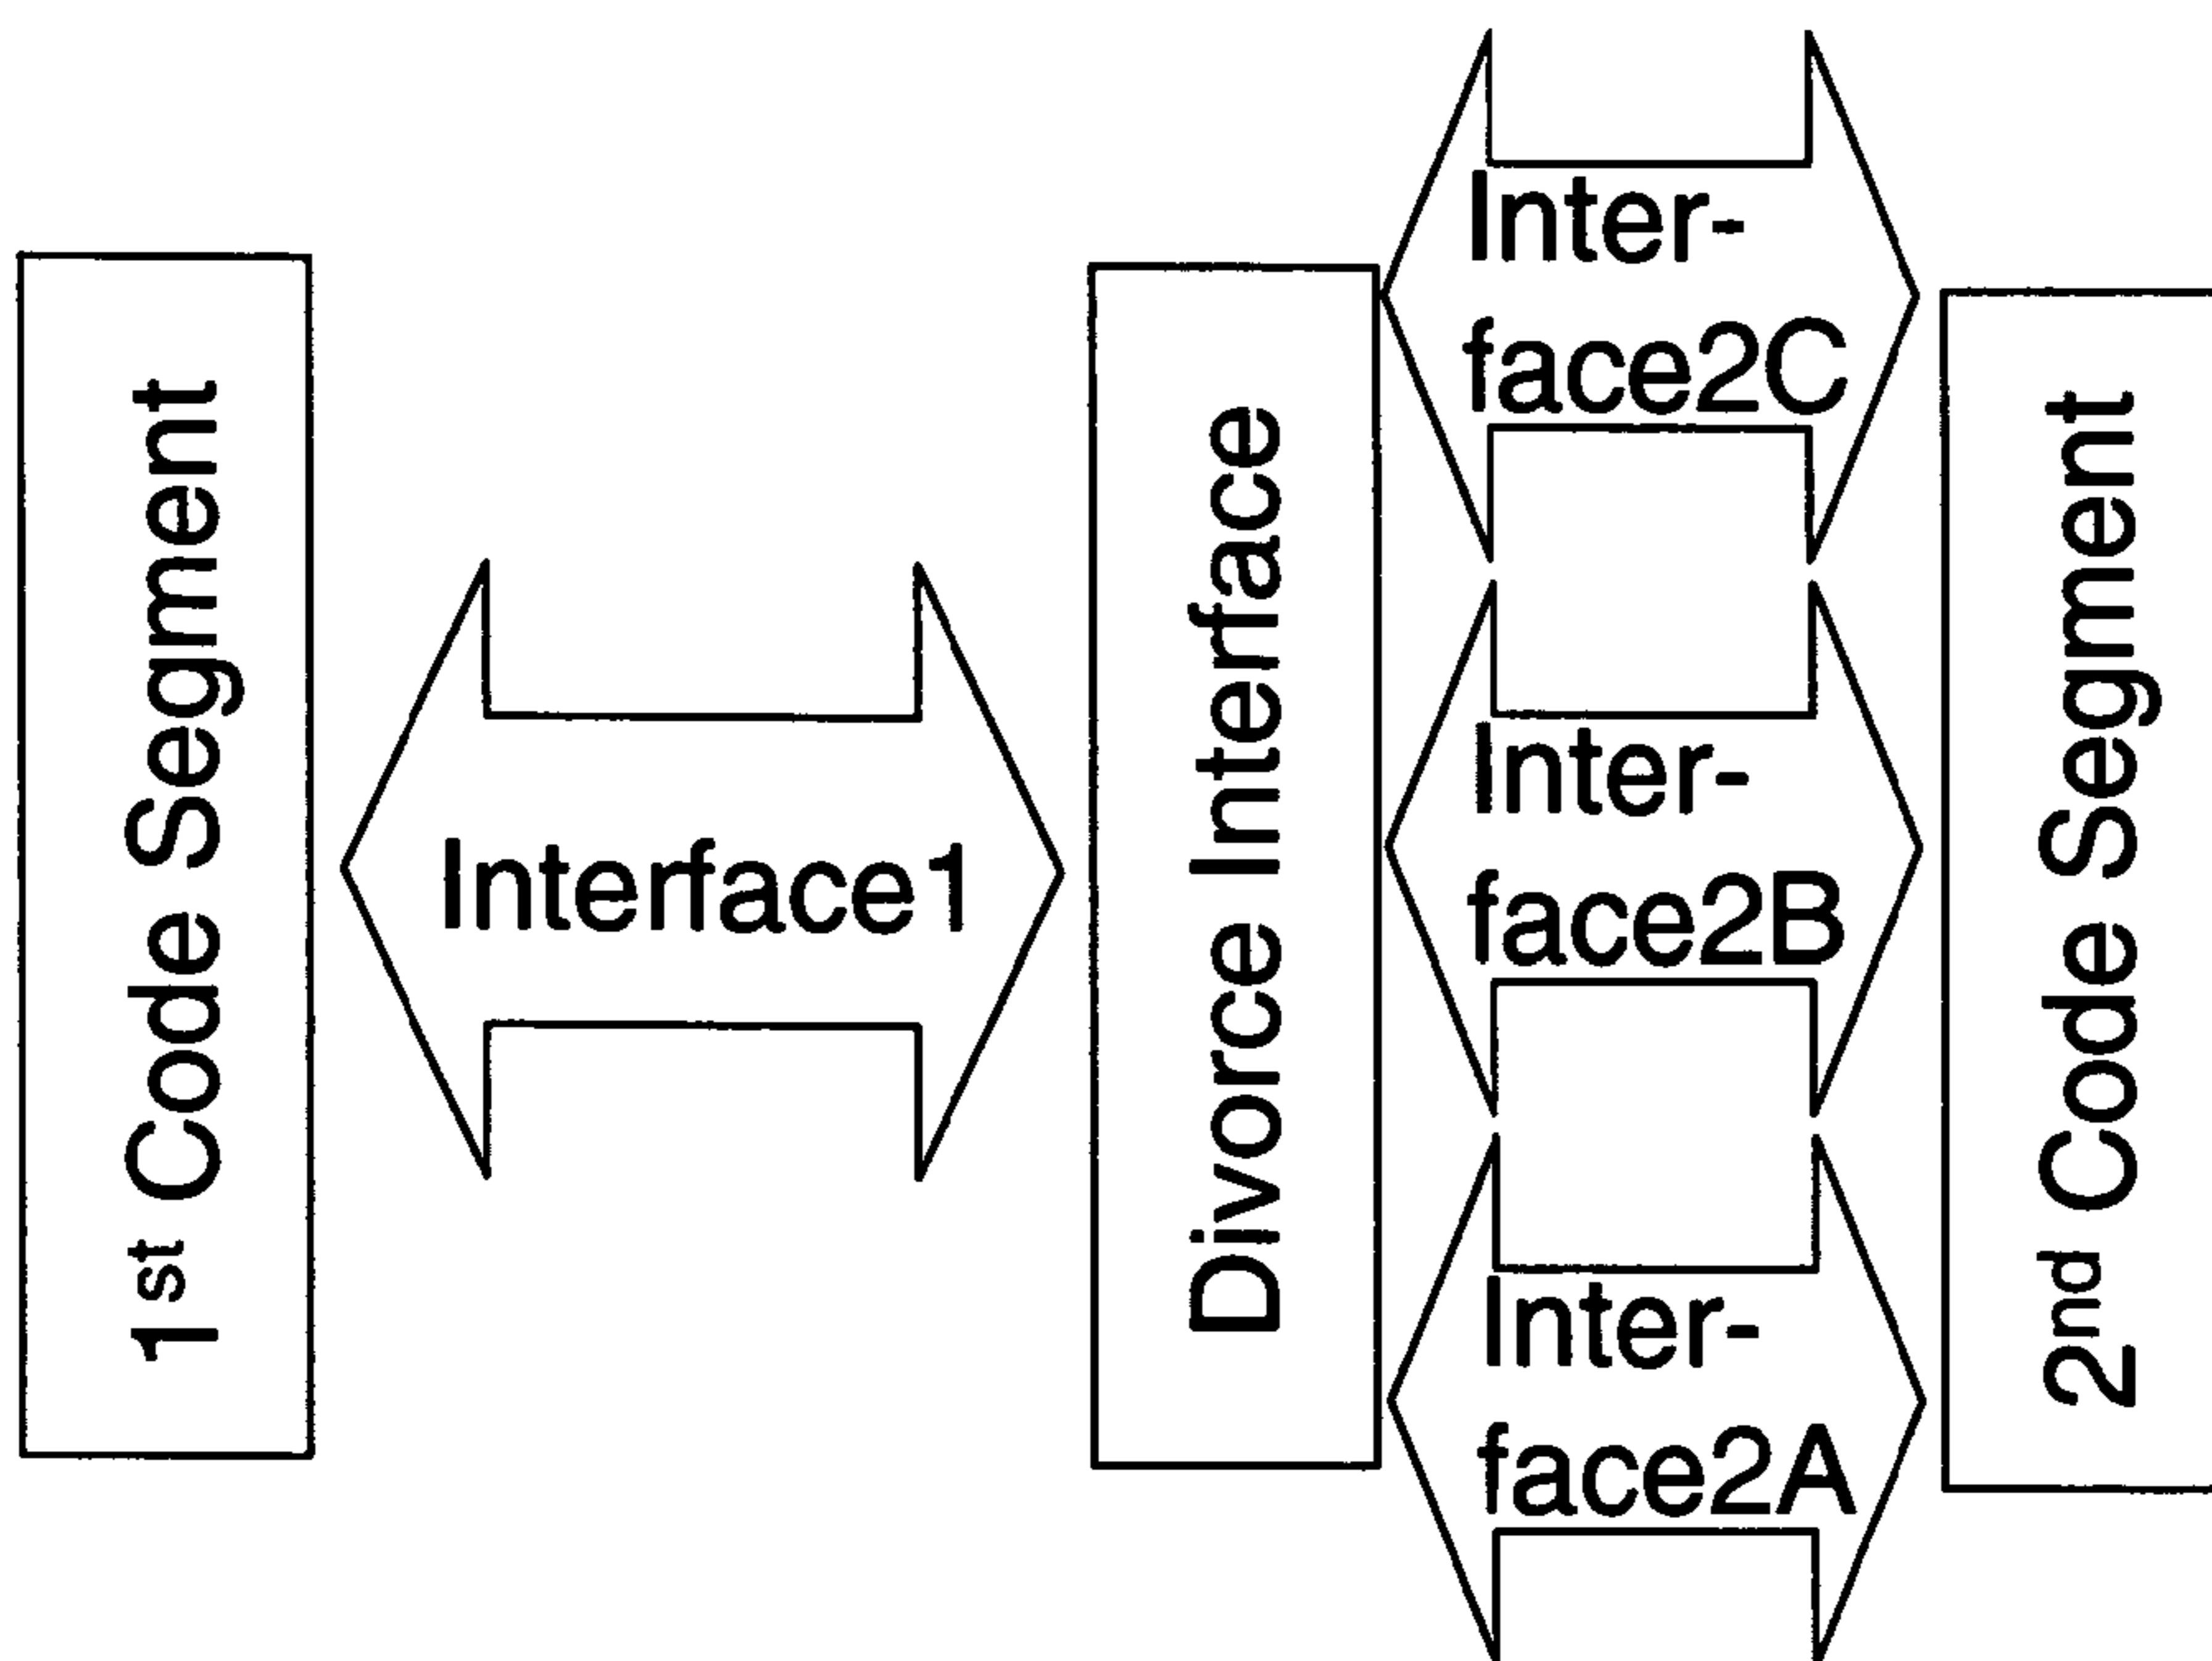 1st Code Segment
Interface1
Divorce Interface
Inter-
face2C
Inter-
face2B
Inter-
face2A
2nd Code Segment